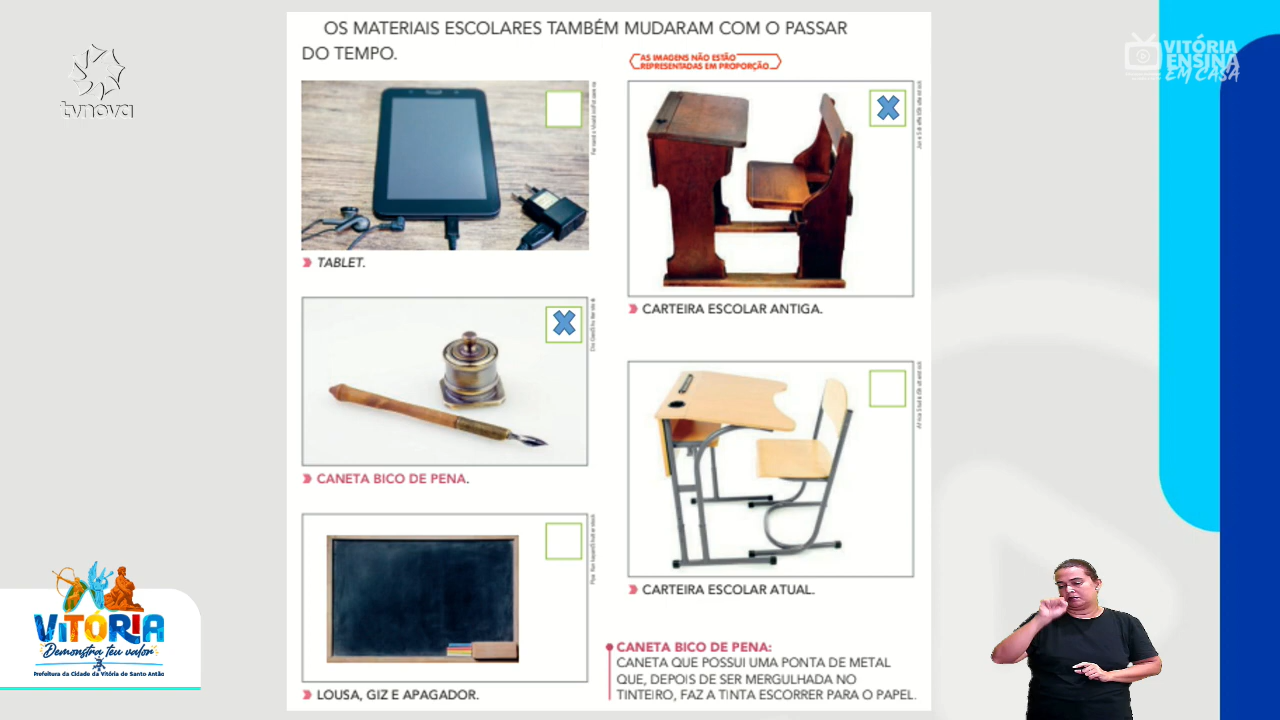 OS MATERIAIS ESCOLARES TAMBÉM MUDARAM COM O PASSAR
DO TEMPO.
AS IMAGENS NÃO ESTÃO
REPRESENTADAS EM PROPORÇÃO.
TABLET.
CANETA BICO DE PENA.
LOUSA, GIZ E APAGADOR.
CARTEIRA ESCOLAR ANTIGA.
CARTEIRA ESCOLAR ATUAL.
CANETA BICO DE PENA:
CANETA QUE POSSUI UMA PONTA DE METAL
QUE, DEPOIS DE SER MERGULHADA NO
TINTEIRO, FAZ A TINTA ESCORRER PARA O PAPEL.
tvnova
VITÓRIA
ENSINA
EM CASA
VITÓRIA
Demonstra teu valor
Prefeitura da Cidade da Vitória de Santo Antão